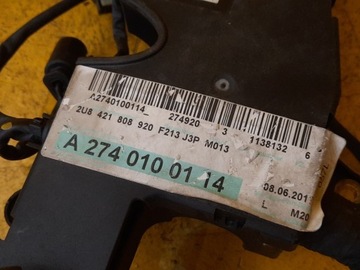 A2740100114_ 274920 3 1138132 6
2U8 421 808 920 F213 J3P M013
A 274 010 01 14
08.06.201
L M20